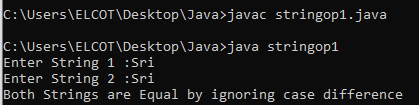 C:\Users\ELCOT\Desktop\Java>javac stringop1.java
C:\Users\ELCOT\Desktop\Java>java stringop1
Enter String 1 :Sri
Enter String 2 :Sri
Both Strings are Equal by ignoring case difference